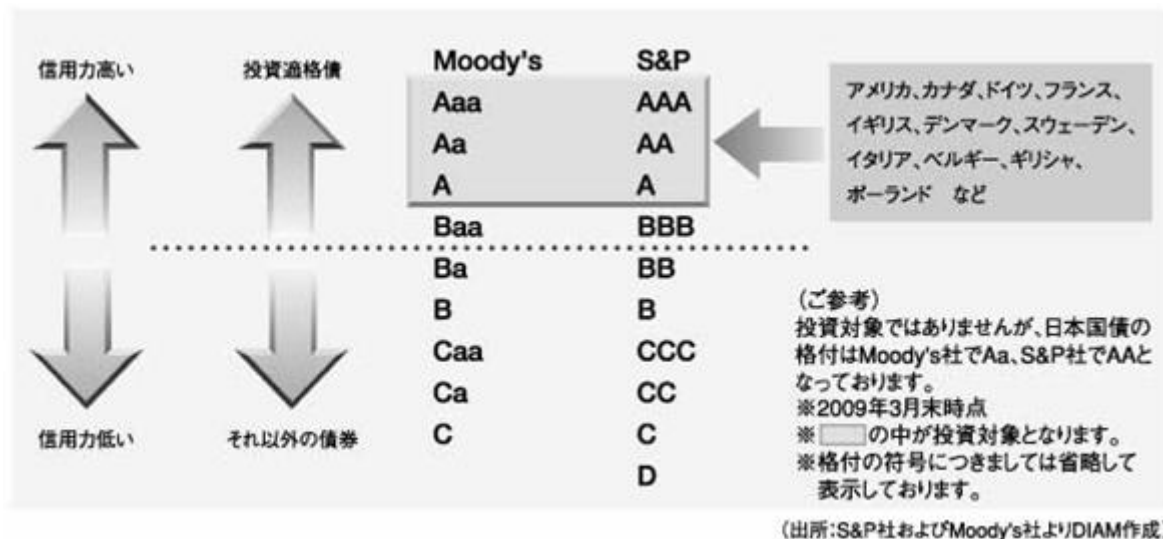 信用力高い
投資適格債
Moody's S&P
Aaa AAA
Aa AA
A A
Baa BBB
Ba BB
B B
Caa CCC
Ca CC
C C
D
信用力低い
それ以外の債券
アメリカ、カナダ、ドイツ、フランス、
イギリス、デンマーク、スウェーデン、
イタリア、ベルギー、ギリシャ、
ポーランド など
(ご参考)
投資対象ではありませんが、日本国債の
格付はMoody's社でAa、S&P社でAAと
なっております。
※2009年3月末時点
※ の中が投資対象となります。
※格付の符号につきましては省略して
表示しております。
(出所:S&P社およびMoody's社よりDIAM作成